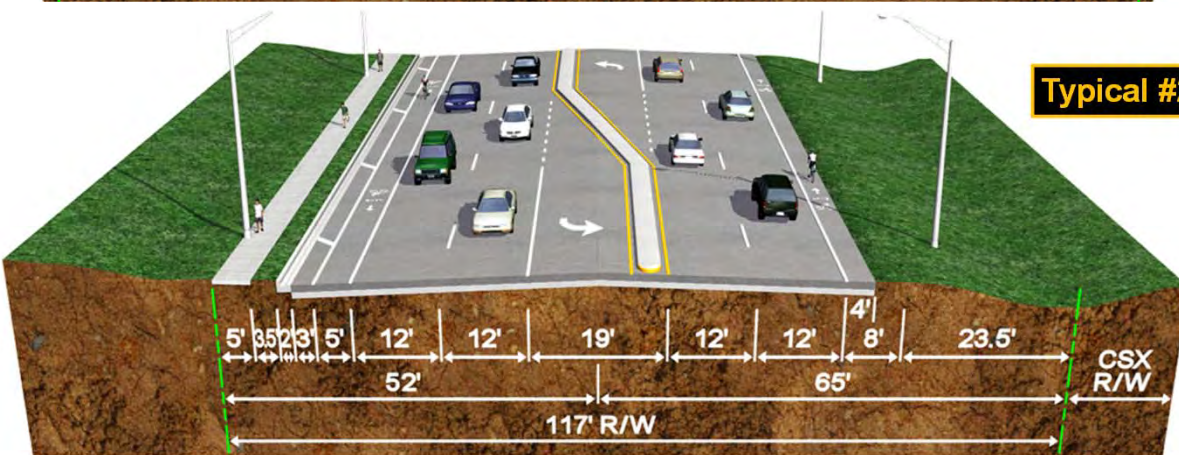 Typical #
4'
5' 3.5' 2' 3' 5' 12' 12' 19' 12' 12' 8' 23.5'
CSX
R/W
52' 65'
117' R/W